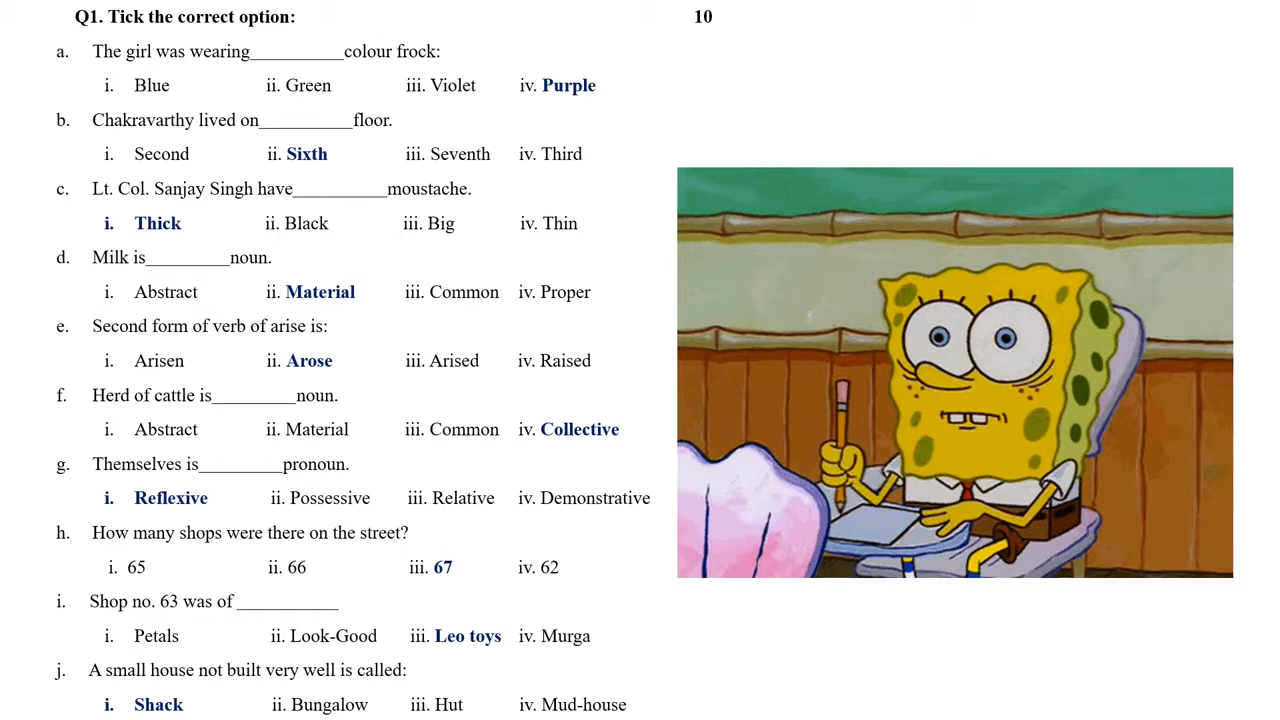 Q1. Tick the correct option: 10
a. The girl was wearing__________colour frock:
i. Blue ii. Green iii. Violet iv. Purple
b. Chakravarthy lived on__________floor.
i. Second ii. Sixth iii. Seventh iv. Third
c. Lt. Col. Sanjay Singh have__________moustache.
i. Thick ii. Black iii. Big iv. Thin
d. Milk is_________noun.
i. Abstract ii. Material iii. Common iv. Proper
e. Second form of verb of arise is:
i. Arisen ii. Arose iii. Arised iv. Raised
f. Herd of cattle is_________noun.
i. Abstract ii. Material iii. Common iv. Collective
g. Themselves is_________pronoun.
i. Reflexive ii. Possessive iii. Relative iv. Demonstrative
h. How many shops were there on the street?
i. 65 ii. 66 iii. 67 iv. 62
i. Shop no. 63 was of ___________
i. Petals ii. Look-Good iii. Leo toys iv. Murga
j. A small house not built very well is called:
i. Shack ii. Bungalow iii. Hut iv. Mud-house